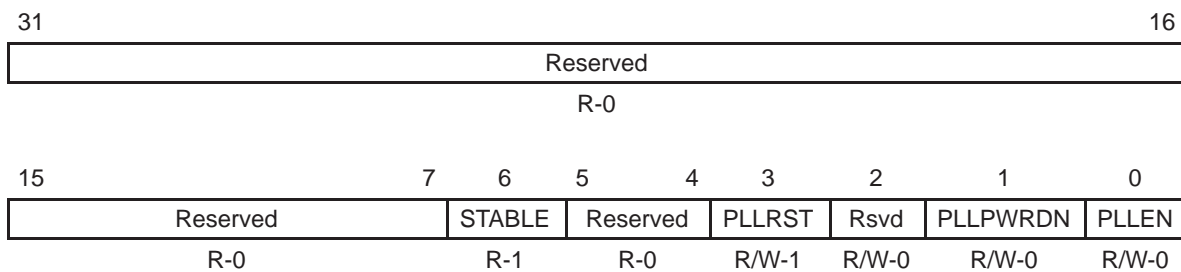 31 16
Reserved
R-0
15 7 6 5 4 3 2 1 0
Reserved STABLE Reserved PLLRST Rsvd PLLPWRDN PLLEN
R-0 R-1 R-0 R/W-1 R/W-0 R/W-0 R/W-0